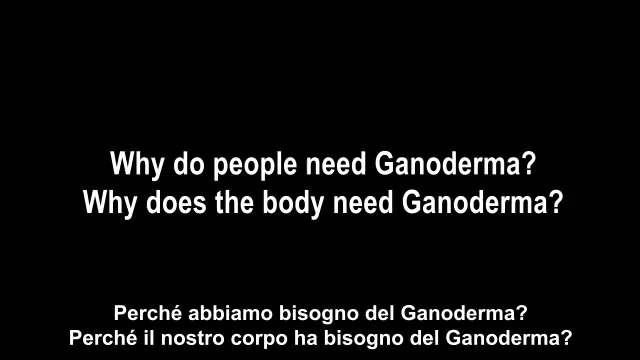 Why do people need Ganoderma?
Why does the body need Ganoderma?
Perché abbiamo bisogno del Ganoderma?
Perché il nostro corpo ha bisogno del Ganoderma?